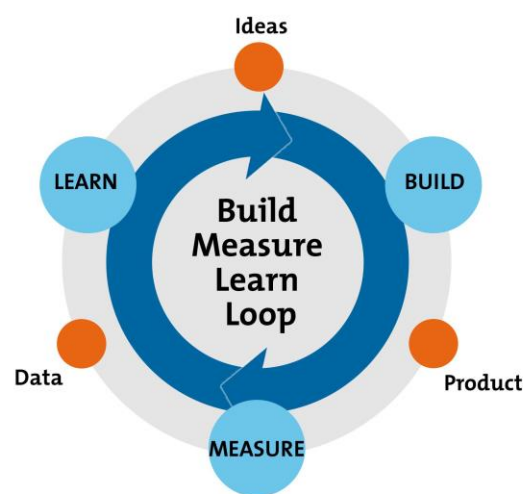 Ideas
LEARN
BUILD
Build
Measure
Learn
Loop
Data
Product
MEASURE